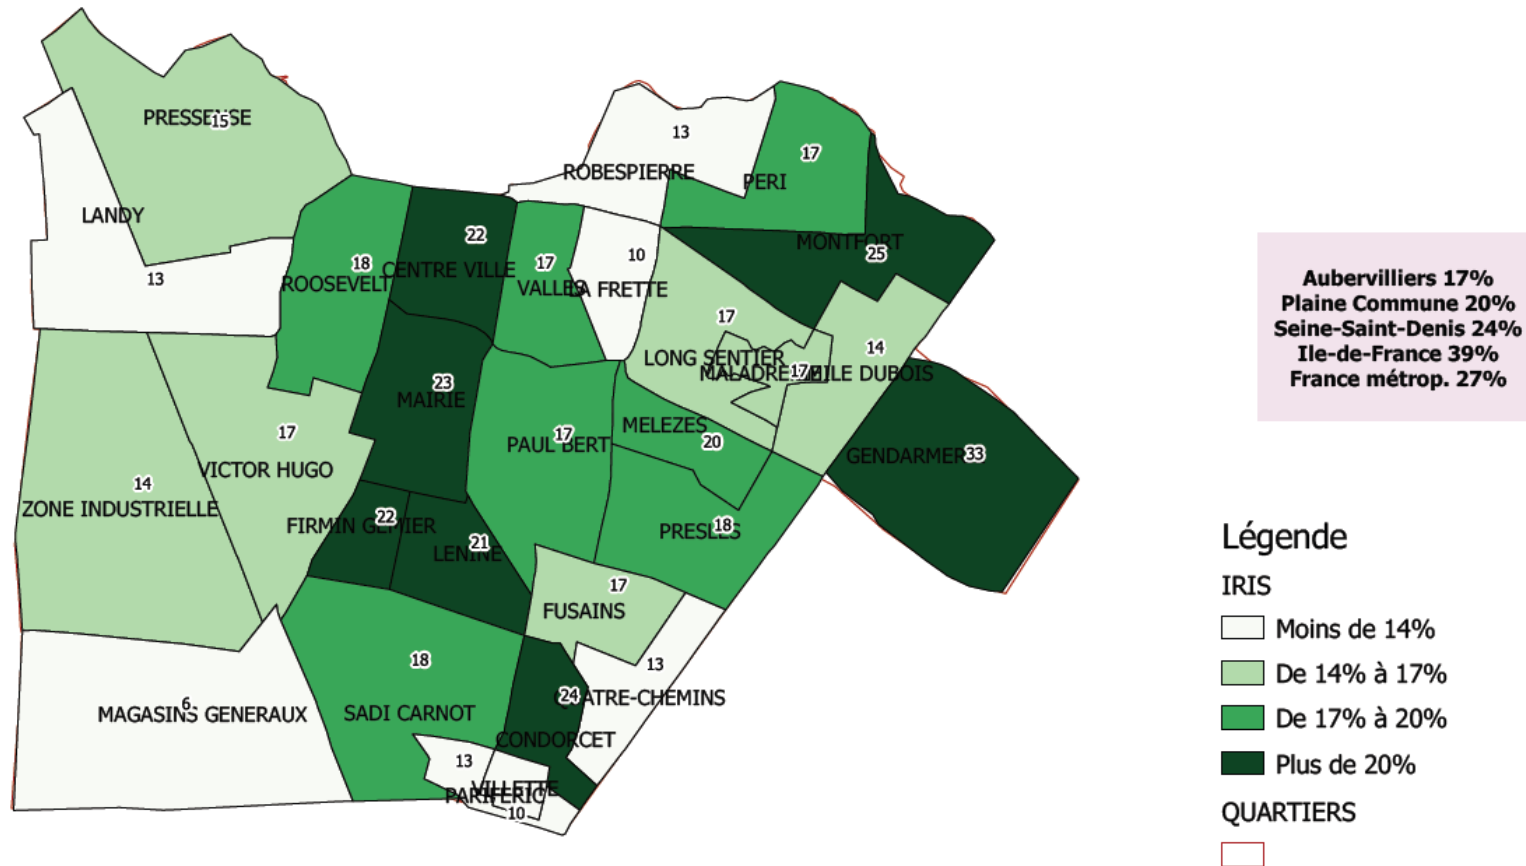 PRESSENSE
15
13
ROBESPIERRE
17
PERI
LANDY
13
22
18
CENTRE VILLE
ROOSEVELT
17
VALLES
10
LA FRETTE
MONTFORT
25
Aubervilliers 17%
Plaine Commune 20%
Seine-Saint-Denis 24%
Ile-de-France 39%
France métrop. 27%
17
LONG SENTIER
14
17
23
MAIRIE
MELEZES
20
17
PAUL BERT
17
VICTOR HUGO
GENDARMERIE
33
14
ZONE INDUSTRIELLE
22
FIRMIN GEMIER
21
LENINE
18
PRESLES
17
FUSAINS
18
SADI CARNOT
13
QUATRE-CHEMINS
24
CONDORCET
6
MAGASINS GENERAUX
13
VILLETTE
PARIFERIC
10
Légende
IRIS
Moins de 14%
De 14% à 17%
De 17% à 20%
Plus de 20%
QUARTIERS